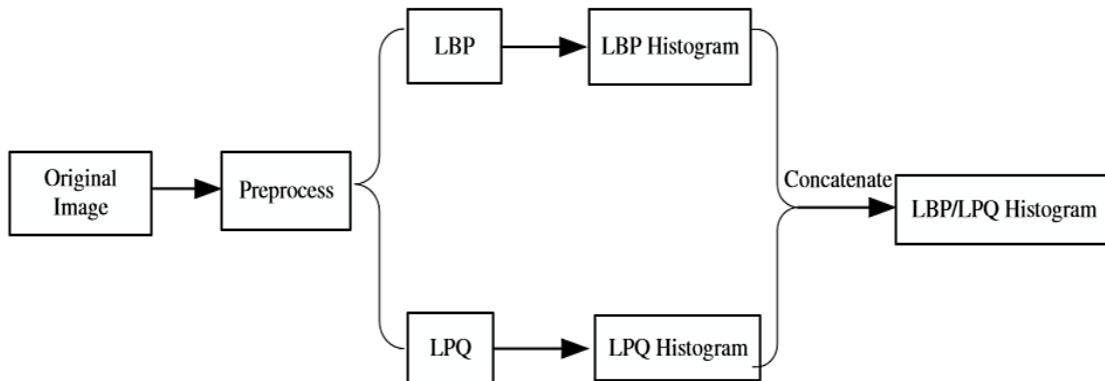 Original
Image
Preprocess
LBP
LBP Histogram
LPQ
LPQ Histogram
Concatenate
LBP/LPQ Histogram